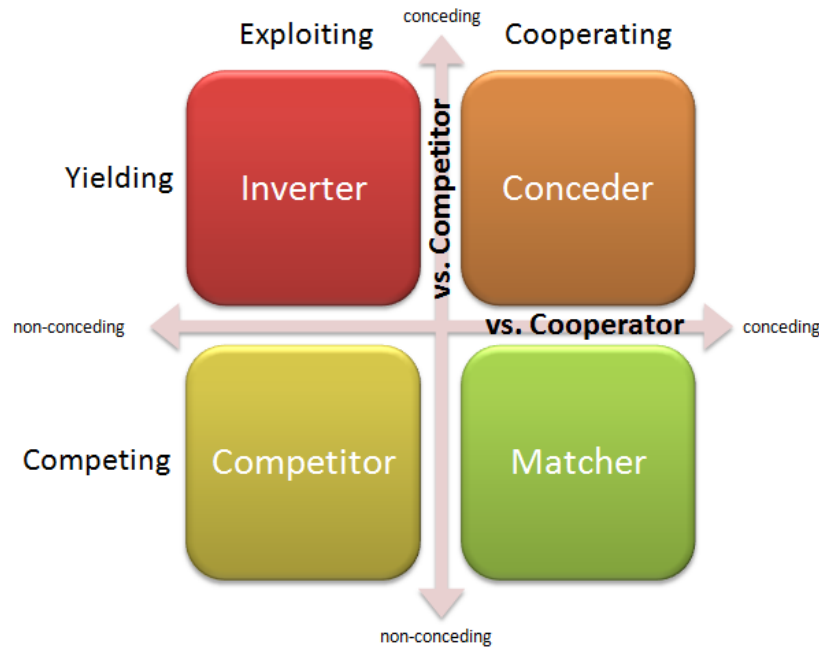 conceding
Exploiting
Cooperating
vs. Competitor
Yielding
Inverter
Conceder
non-conceding
vs. Cooperator
conceding
Competing
Competitor
Matcher
non-conceding